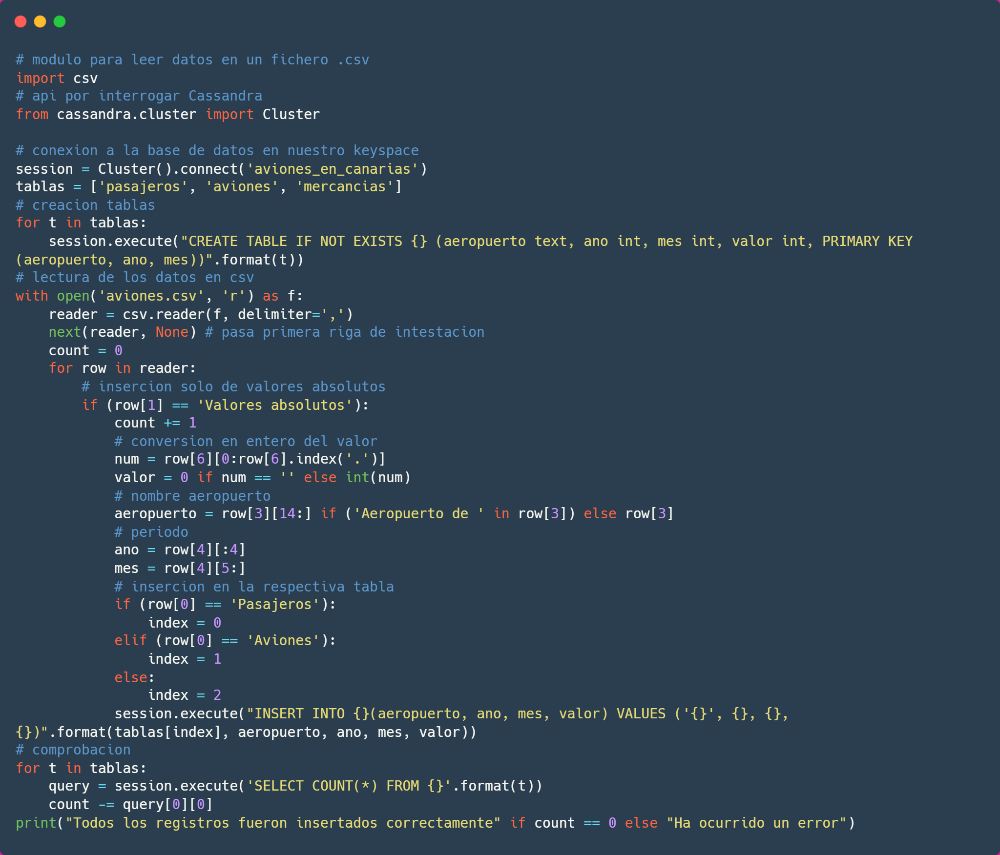 # modulo para leer datos en un fichero .csv
import csv
# api por interrogar Cassandra
from cassandra.cluster import Cluster

# conexion a la base de datos en nuestro keyspace
session = Cluster().connect('aviones_en_canarias')
tablas = ['pasajeros', 'aviones', 'mercancias']
# creacion tablas
for t in tablas:
    session.execute("CREATE TABLE IF NOT EXISTS {} (aeropuerto text, ano int, mes int, valor int, PRIMARY KEY
(aeropuerto, ano, mes))".format(t))
# lectura de los datos en csv
with open('aviones.csv', 'r') as f:
    reader = csv.reader(f, delimiter=',')
    next(reader, None) # pasa primera riga de intestacion
    count = 0
    for row in reader:
        # insercion solo de valores absolutos
        if (row[1] == 'Valores absolutos'):
            count += 1
            # conversion en entero del valor
            num = row[6][0:row[6].index('.')]
            valor = 0 if num == '' else int(num)
            # nombre aeropuerto
            aeropuerto = row[3][14:] if ('Aeropuerto de ' in row[3]) else row[3]
            # periodo
            ano = row[4][:4]
            mes = row[4][5:]
            # insercion en la respectiva tabla
            if (row[0] == 'Pasajeros'):
                index = 0
            elif (row[0] == 'Aviones'):
                index = 1
            else:
                index = 2
            session.execute("INSERT INTO {}(aeropuerto, ano, mes, valor) VALUES ('{}', {}, {},
{})".format(tablas[index], aeropuerto, ano, mes, valor))
# comprobacion
for t in tablas:
    query = session.execute('SELECT COUNT(*) FROM {}'.format(t))
    count -= query[0][0]
print("Todos los registros fueron insertados correctamente" if count == 0 else "Ha ocurrido un error")